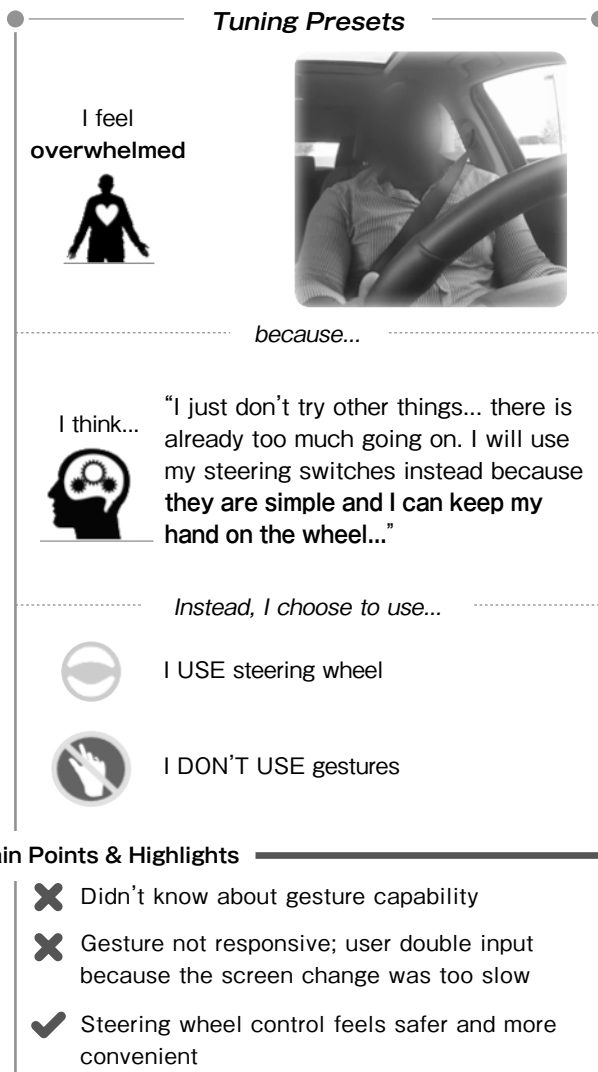 Tuning Presets
I feel
overwhelmed
because...
I think...
“I just don’t try other things... there is
already too much going on. I will use
my steering switches instead because
they are simple and I can keep my
hand on the wheel...”
Instead, I choose to use...
I USE steering wheel
I DON’T USE gestures
in Points & Highlights
Didn’t know about gesture capability
Gesture not responsive; user double input
because the screen change was too slow
Steering wheel control feels safer and more
convenient